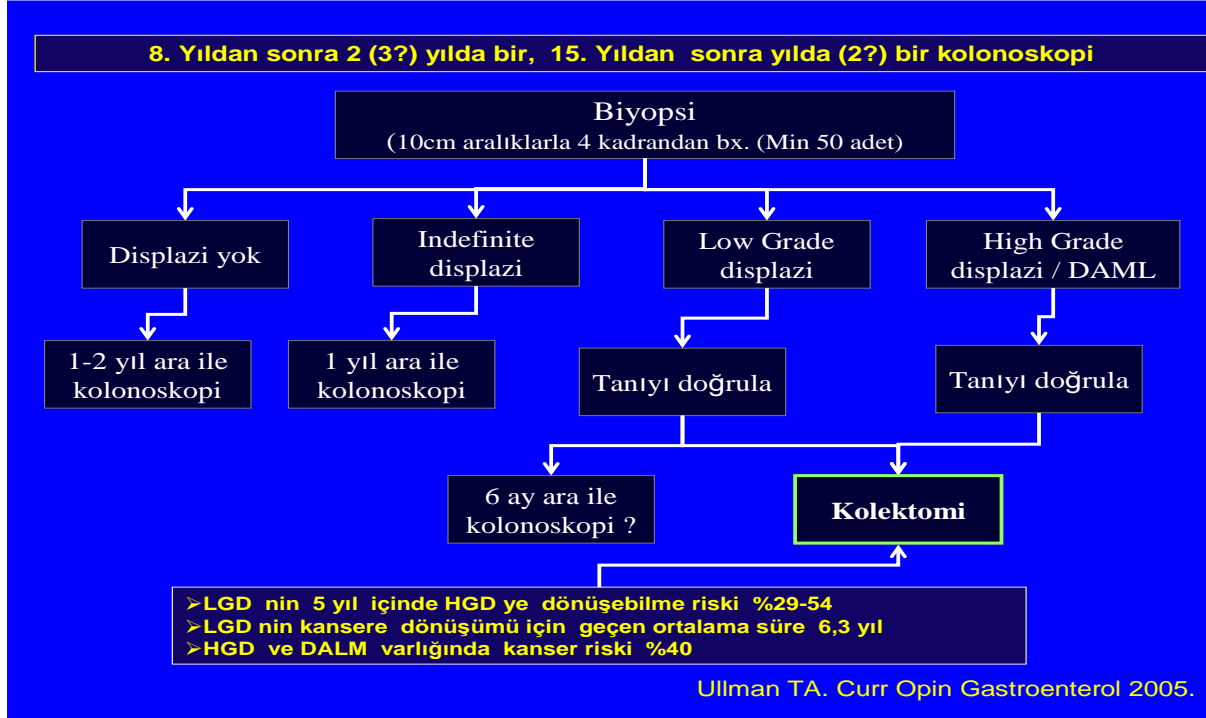 8. Yıldan sonra 2 (3?) yılda bir, 15. Yıldan sonra yılda (2?) bir kolonoskopi
Biyopsi
(10cm aralıklarla 4 kadrandan bx. (Min 50 adet)
Displazi yok
Indefinite
displazi
Low Grade
displazi
High Grade
displazi / DAML
1-2 yıl ara ile
kolonoskopi
1 yıl ara ile
kolonoskopi
Tanıyı doğrula
Tanıyı doğrula
6 ay ara ile
kolonoskopi ?
Kolektomi
➢LGD nin 5 yıl içinde HGD ye dönüşebilme riski %29-54
➢LGD nin kansere dönüşümü için geçen ortalama süre 6,3 yıl
➢HGD ve DALM varlığında kanser riski %40
Ullman TA. Curr Opin Gastroenterol 2005.